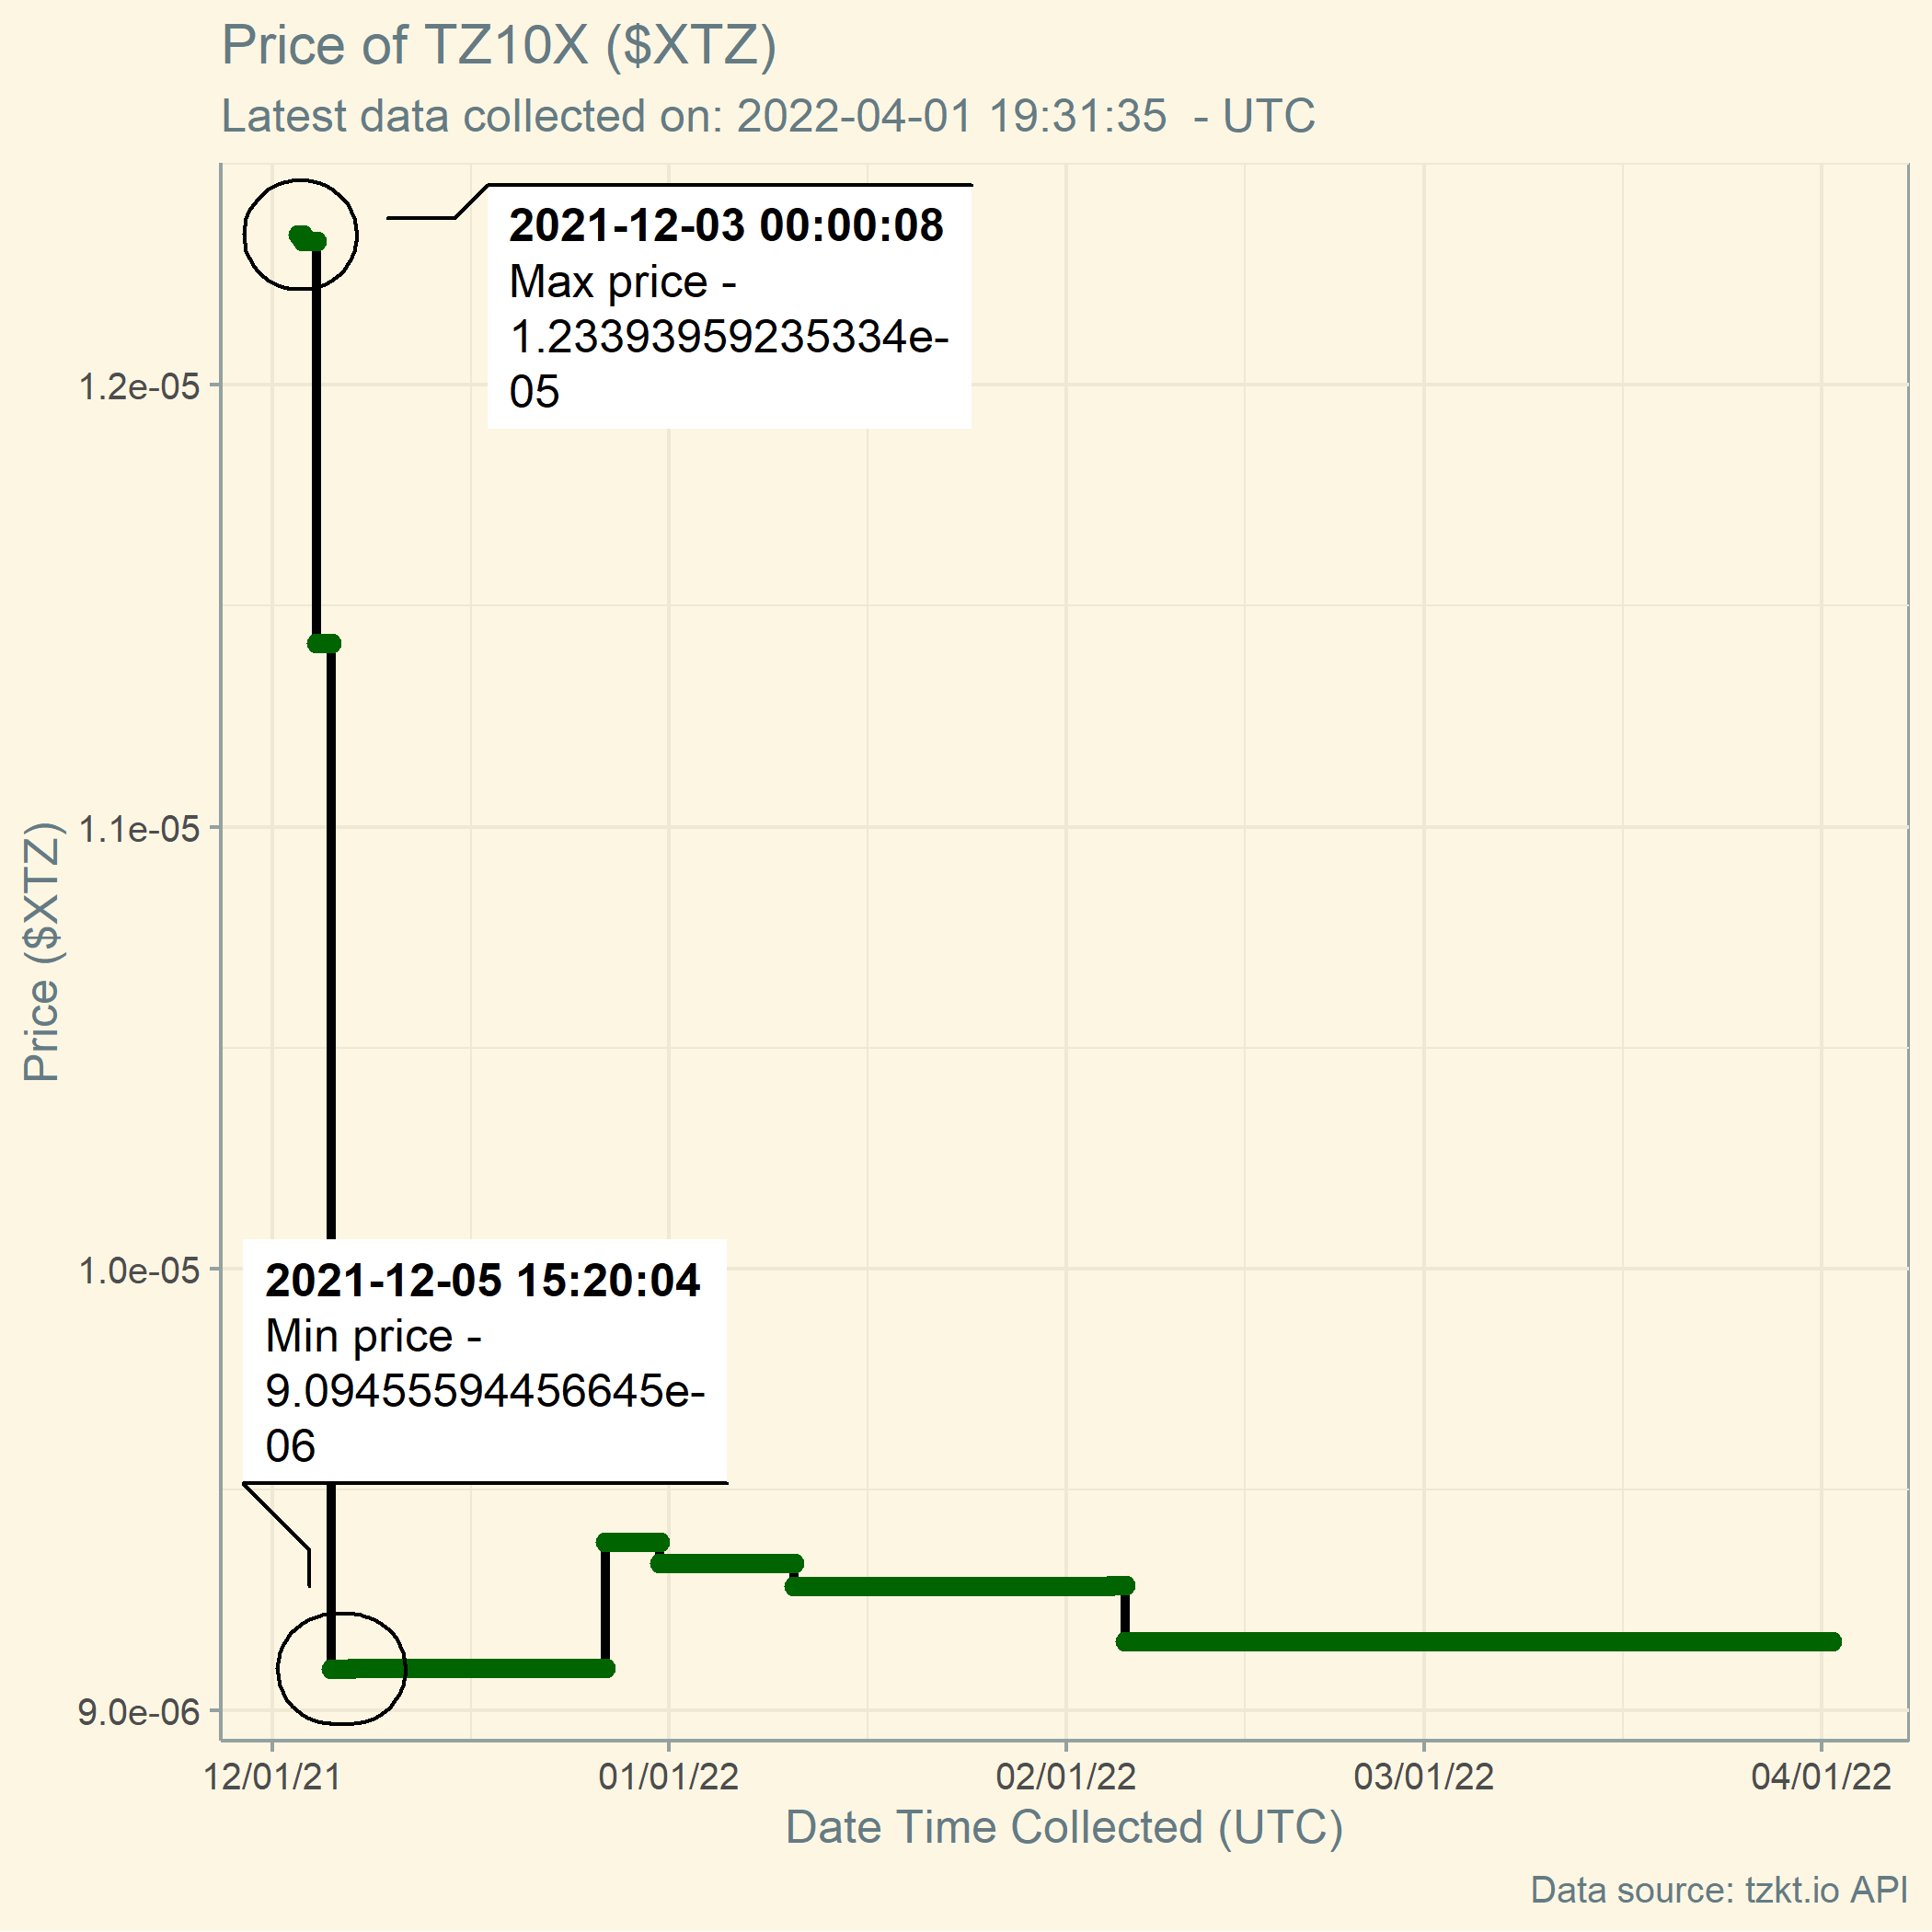 Price of TZ10X ($XTZ)
Latest data collected on: 2022-04-01 19:31:35  - UTC
2021-12-03 00:00:08
Max price -
1.23393959235334e-
05
1.2e-05
1.1e-05
1.0e-05
9.0e-06
Price ($XTZ)
2021-12-05 15:20:04
Min price -
9.09455594456645e-
06
12/01/21
01/01/22
02/01/22
03/01/22
04/01/22
Date Time Collected (UTC)
Data source: tzkt.io API